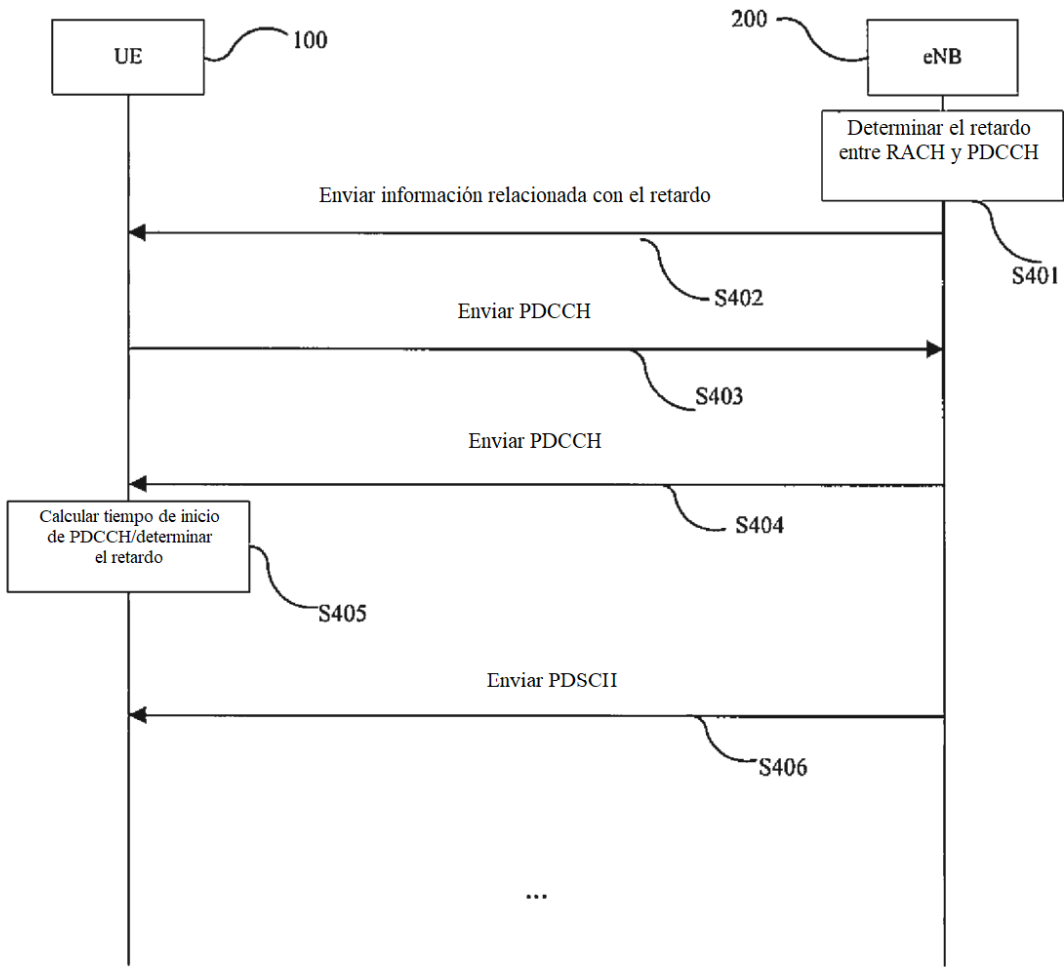 UE
100
200
eNB
Determinar el retardo
entre RACH y PDCCH
Enviar información relacionada con el retardo
S401
S402
Enviar PDCCH
S403
Enviar PDCCH
S404
Calcular tiempo de inicio
de PDCCH/determinar
el retardo
S405
Enviar PDSCII
S406
...